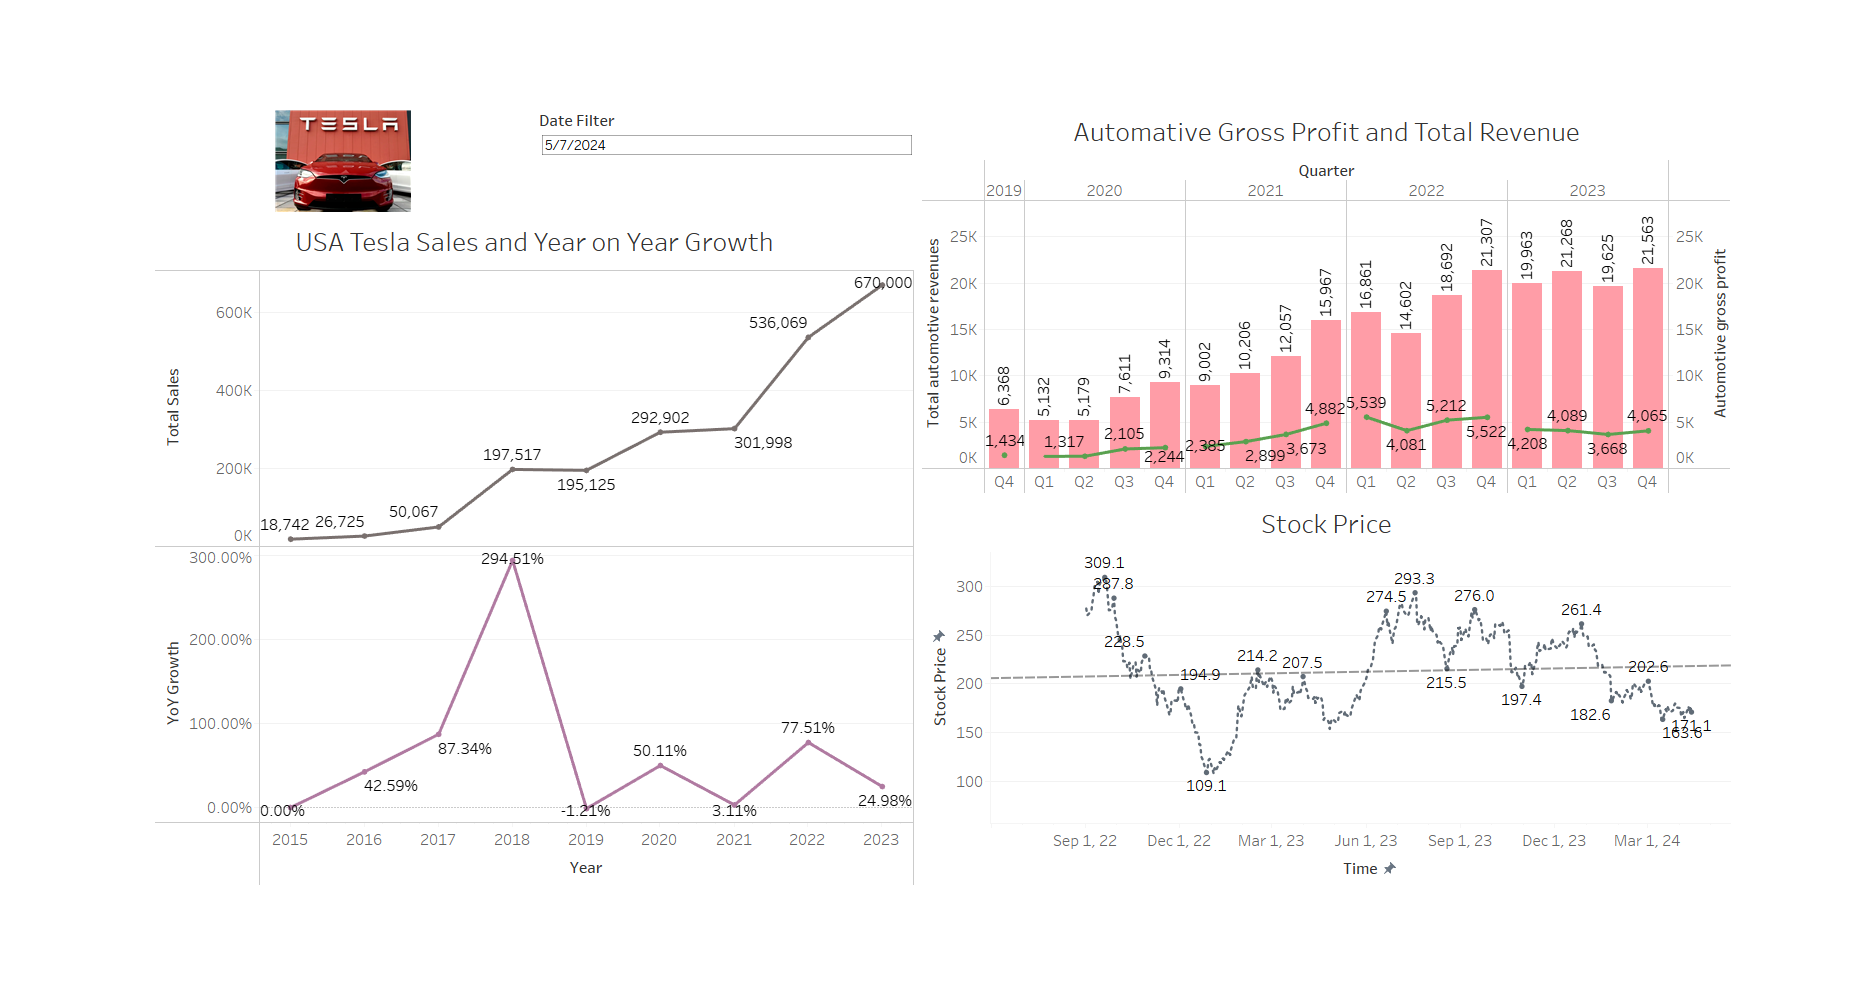 TESLA
Date Filter
5/7/2024
USA Tesla Sales and Year on Year Growth
Total Sales
600K
400K
200K
0K
18,742
26,725
50,067
197,517
195,125
292,902
301,998
536,069
670,000
YoY Growth
300.00%
200.00%
100.00%
0.00%
0.00%
42.59%
87.34%
294.51%
-1.21%
50.11%
3.11%
77.51%
24.98%
2015 2016 2017 2018 2019 2020 2021 2022 2023
Year
Automative Gross Profit and Total Revenue
Quarter
2019 2020 2021 2022 2023
Total automotive revenues
25K
20K
15K
10K
5K
0K
6,368
5,132
5,179
7,611
9,314
9,002
10,206
12,057
15,967
16,861
14,602
18,692
21,307
19,963
21,268
19,625
21,563
1,434
1,317
2,105
2,244
2,385
2,899
3,673
4,882
5,539
4,081
5,212
5,522
4,208
4,089
3,668
4,065
25K
20K
15K
10K
5K
0K
Automotive gross profit
Q4 Q1 Q2 Q3 Q4 Q1 Q2 Q3 Q4 Q1 Q2 Q3 Q4 Q1 Q2 Q3 Q4
Stock Price
Stock Price
300
250
200
150
100
309.1
287.8
228.5
194.9
109.1
214.2
207.5
274.5
293.3
215.5
276.0
197.4
261.4
182.6
202.6
163.6
171.1
Sep 1, 22 Dec 1, 22 Mar 1, 23 Jun 1, 23 Sep 1, 23 Dec 1, 23 Mar 1, 24
Time